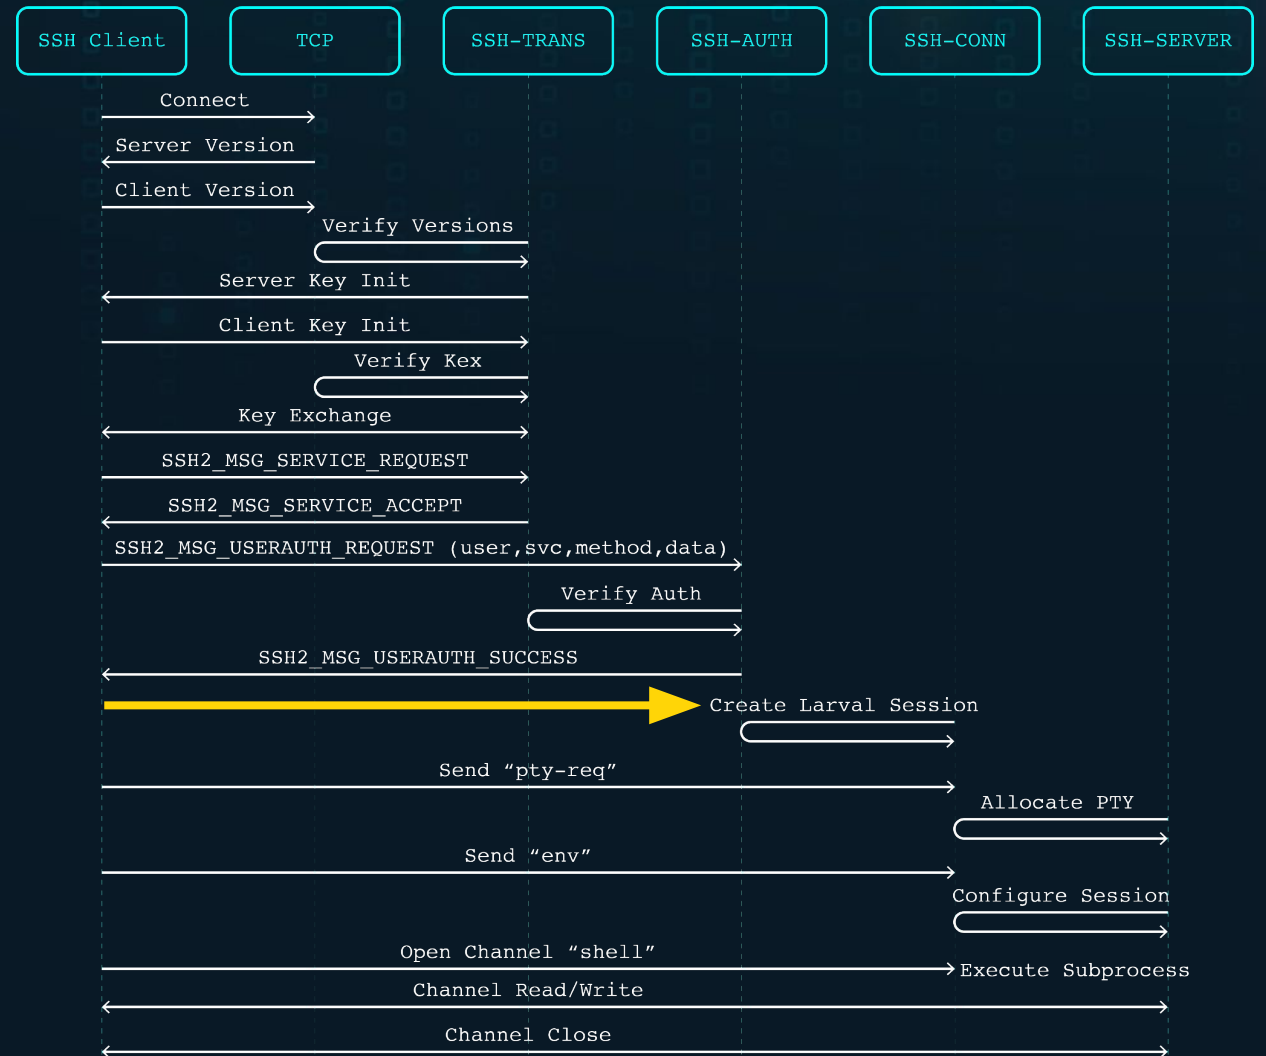 SSH Client
TCP
SSH-TRANS
SSH-AUTH
SSH-CONN
SSH-SERVER
Connect
Server Version
Client Version
Verify Versions
Server Key Init
Client Key Init
Verify Kex
Key Exchange
SSH2_MSG_SERVICE_REQUEST
SSH2_MSG_SERVICE_ACCEPT
SSH2_MSG_USERAUTH_REQUEST (user,svc,method,data)
Verify Auth
SSH2_MSG_USERAUTH_SUCCESS
Create Larval Session
Send “pty-req”
Allocate PTY
Send “env”
Configure Session
Open Channel “shell”
Execute Subprocess
Channel Read/Write
Channel Close